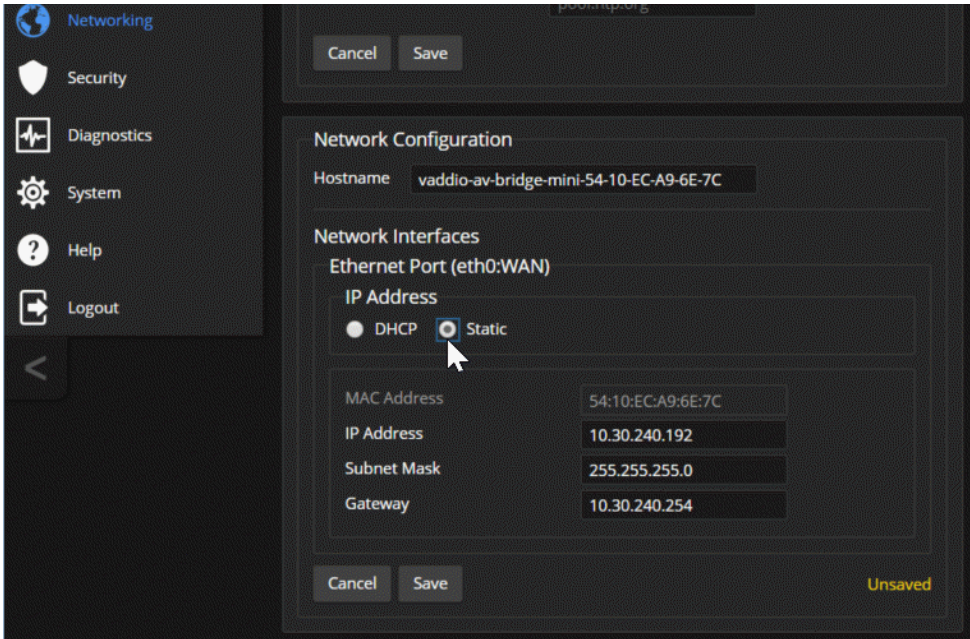 Networking
Security
Diagnostics
System
Help
Logout
<
pool.ntp.org
Cancel Save
Network Configuration
Hostname vaddio-av-bridge-mini-54-10-EC-A9-6E-7C
Network Interfaces
Ethernet Port (eth0:WAN)
IP Address
DHCP Static
MAC Address 54:10:EC:A9:6E:7C
IP Address 10.30.240.192
Subnet Mask 255.255.255.0
Gateway 10.30.240.254
Cancel Save Unsaved